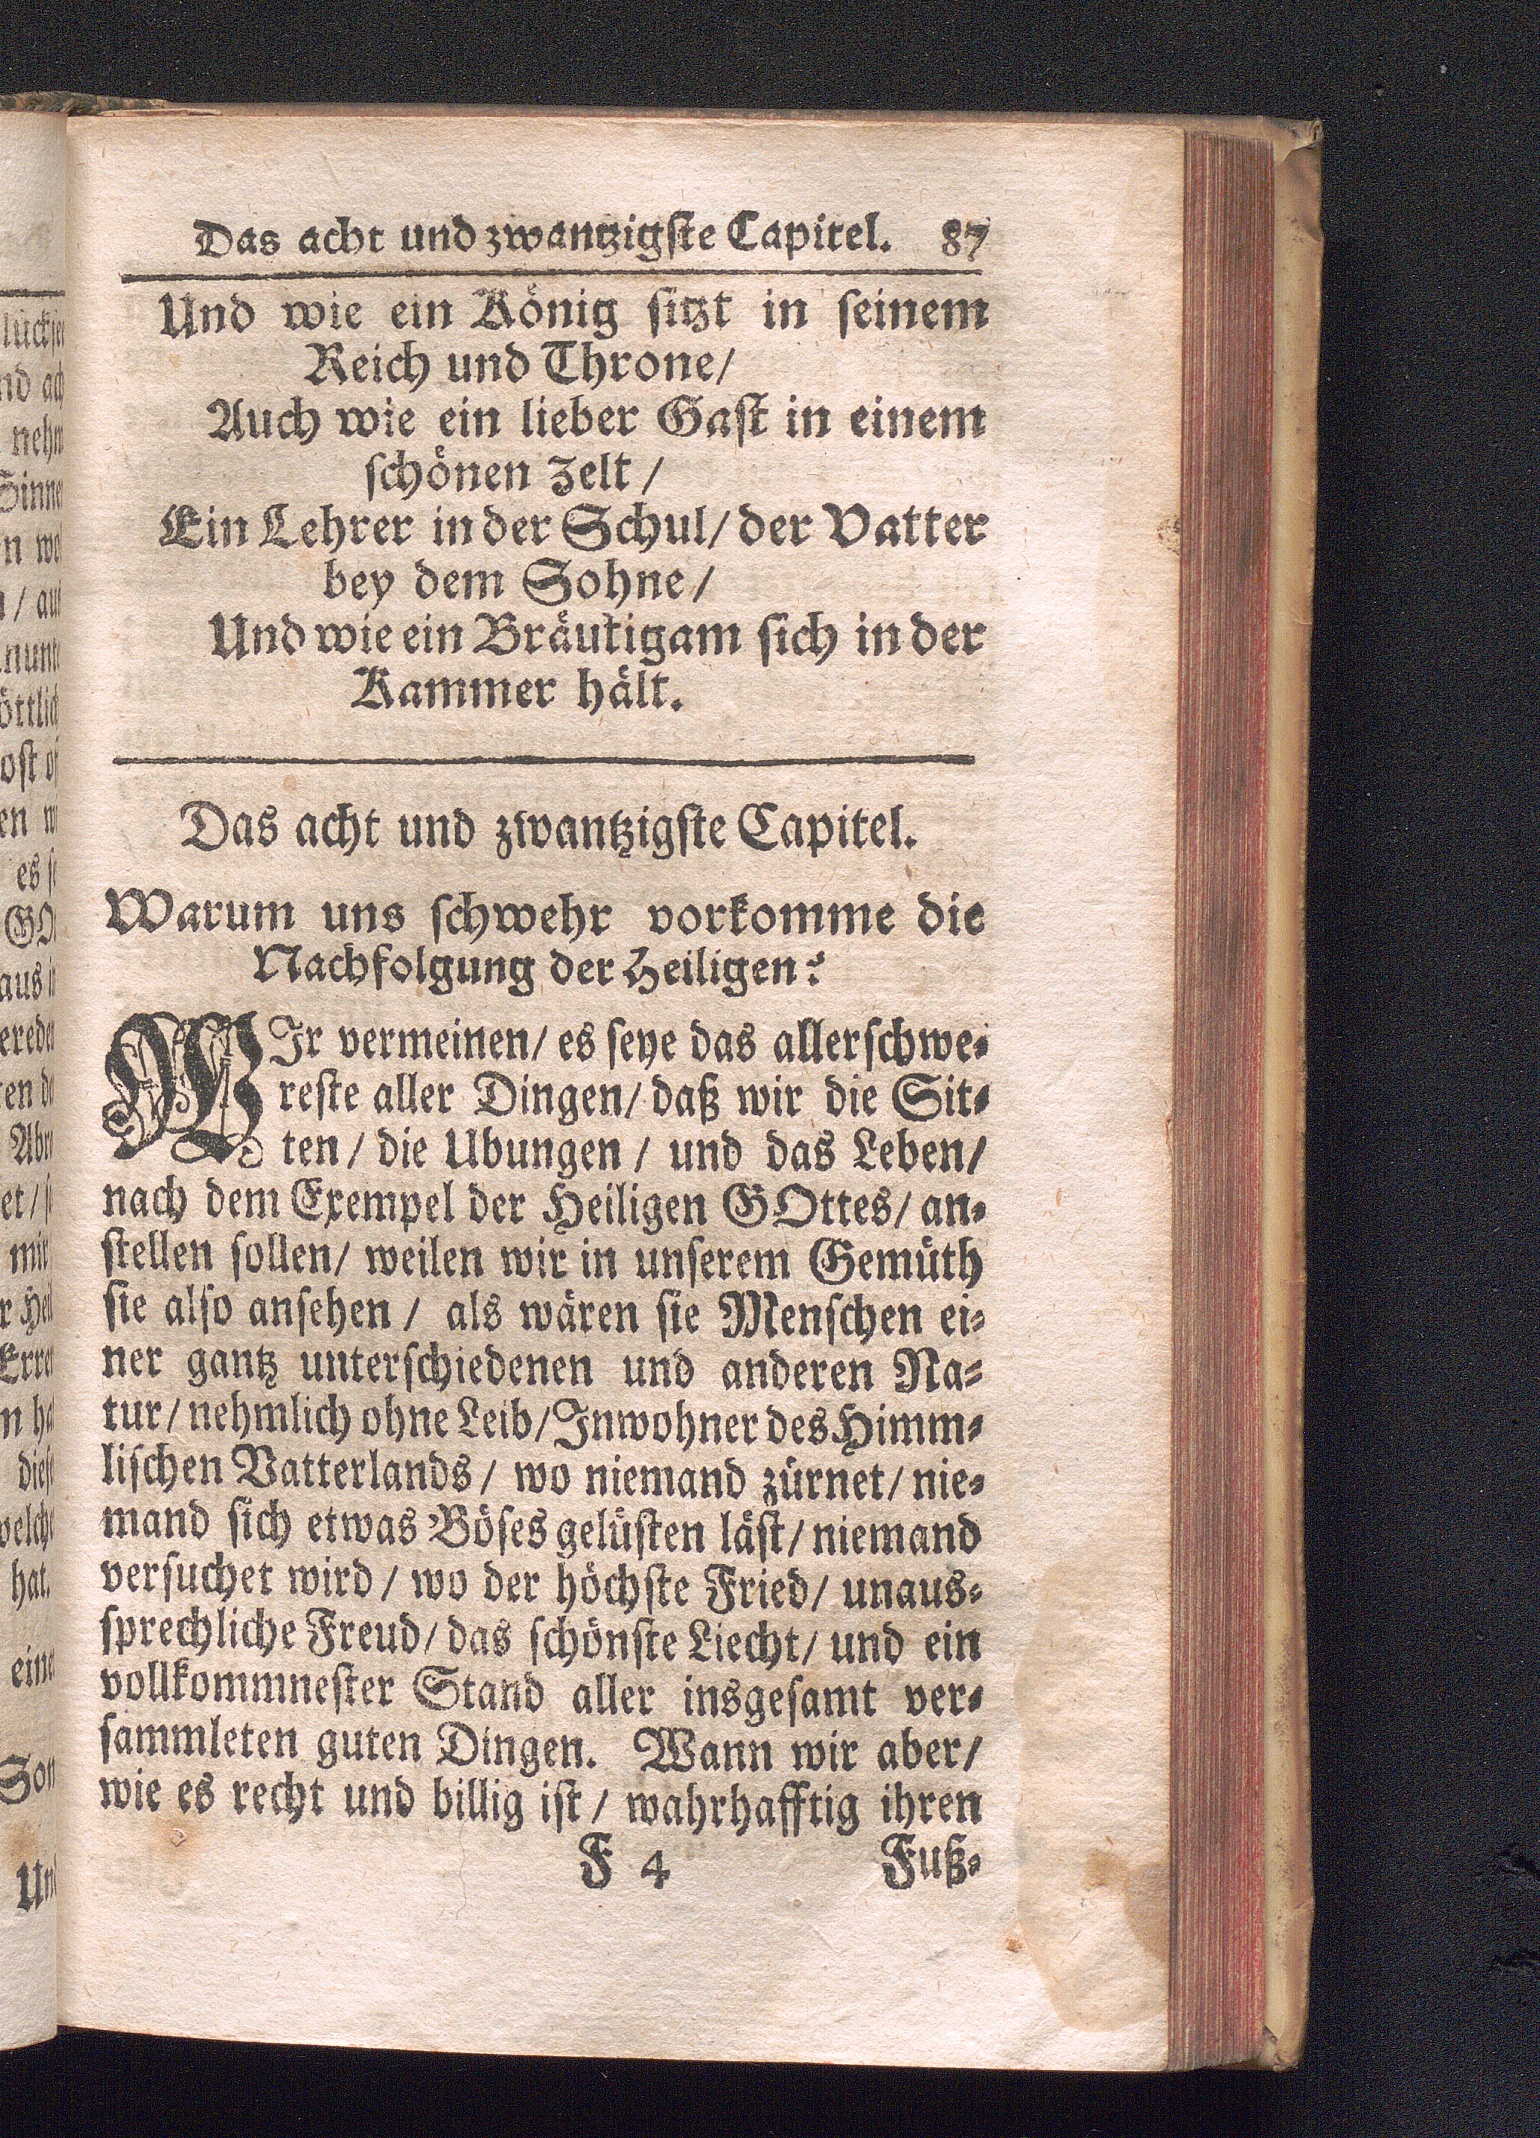 Das acht und zwantzigste Capitel. 87
Und wie ein König sitzt in seinem
Reich und Throne/
Auch wie ein lieber Gast in einem
schönen Zelt/
Ein Lehrer in der Schul/ der Vatter
bey dem Sohne/
Und wie ein Bräutigam sich in der
Kammer hält.
Das acht und zwantzigste Capitel.
Warum uns schwehr vorkomme die
Nachfolgung der Heiligen?
WIr vermeinen/ es seye das allerschwe-
reste aller Dingen/ daß wir die Sit-
ten/ die Ubungen/ und das Leben/
nach dem Exempel der Heiligen GOttes/ an-
stellen sollen/ weilen wir in unserem Gemüth
sie also ansehen/ als wären sie Menschen ei-
ner gantz unterschiedenen und anderen Na-
tur/ nehmlich ohne Leib/ Inwohner des Himm-
lischen Vatterlands/ wo niemand zürnet/ nie-
mand sich etwas Böses gelüsten läst/ niemand
versuchet wird/ wo der höchste Fried/ unaus-
sprechliche Freud/ das schönste Liecht/ und ein
vollkommnester Stand aller insgesamt ver-
sammleten guten Dingen. Wann wir aber/
wie es recht und billig ist/ wahrhafftig ihren
F 4 Fuß-